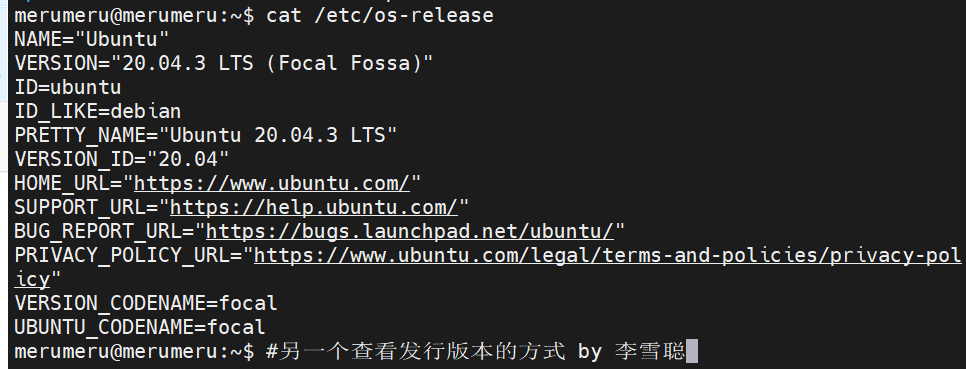 merumeru@merumeru:~$ cat /etc/os-release
NAME="Ubuntu"
VERSION="20.04.3 LTS (Focal Fossa)"
ID=ubuntu
ID_LIKE=debian
PRETTY_NAME="Ubuntu 20.04.3 LTS"
VERSION_ID="20.04"
HOME_URL="https://www.ubuntu.com/"
SUPPORT_URL="https://help.ubuntu.com/"
BUG_REPORT_URL="https://bugs.launchpad.net/ubuntu/"
PRIVACY_POLICY_URL="https://www.ubuntu.com/legal/terms-and-policies/privacy-pol
icy"
VERSION_CODENAME=focal
UBUNTU_CODENAME=focal
merumeru@merumeru:~$ #另一个查看发行版本的方式 by 李雪聪